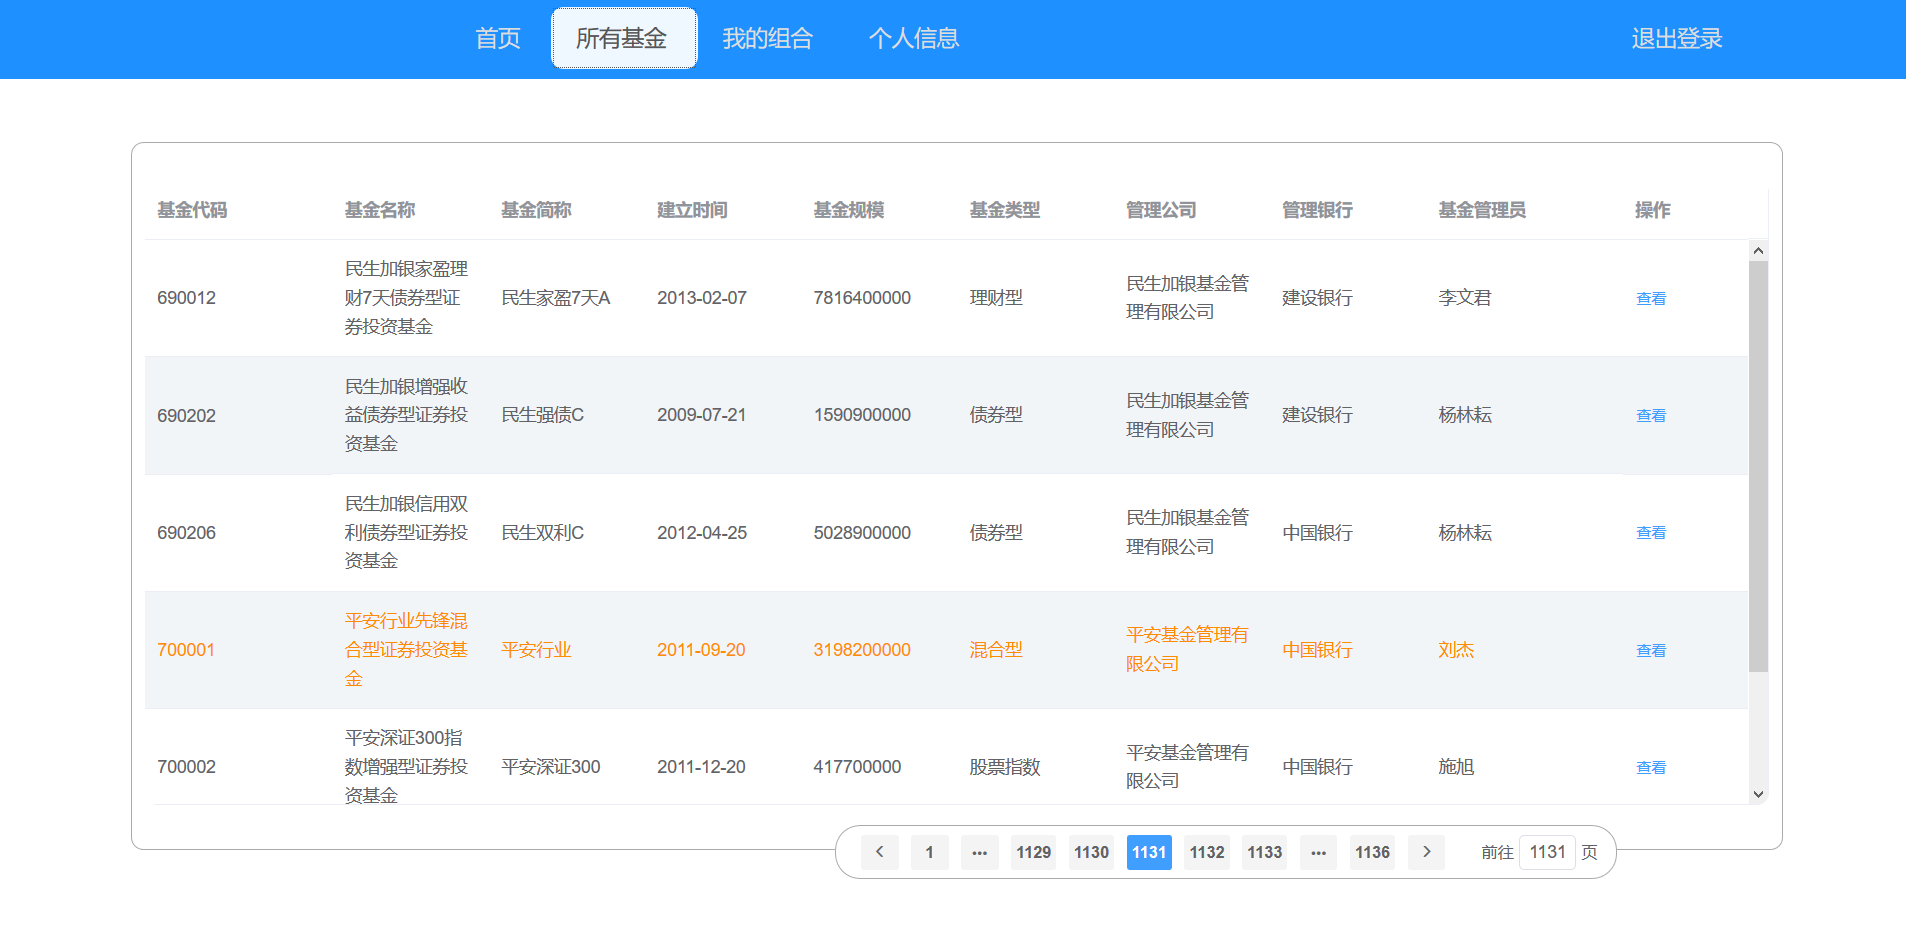 首页 所有基金 我的组合 个人信息 退出登录
基金代码 基金名称 基金简称 建立时间 基金规模 基金类型 管理公司 管理银行 基金管理员 操作
民生加银家盈理
财7天债券型证
券投资基金
690012 民生家盈7天A 2013-02-07 7816400000 理财型 民生加银基金管
理有限公司 建设银行 李文君 查看
民生加银增强收
益债券型证券投
资基金
690202 民生强债C 2009-07-21 1590900000 债券型 民生加银基金管
理有限公司 建设银行 杨林耘 查看
民生加银信用双
利债券型证券投
资基金
690206 民生双利C 2012-04-25 5028900000 债券型 民生加银基金管
理有限公司 中国银行 杨林耘 查看
平安行业先锋混
合型证券投资基
金
700001 平安行业 2011-09-20 3198200000 混合型 平安基金管理有
限公司 中国银行 刘杰 查看
平安深证300指
数增强型证券投
资基金
700002 平安深证300 2011-12-20 417700000 股票指数 平安基金管理有
限公司 中国银行 施旭 查看
1 ··· 1129 1130 1131 1132 1133 ··· 1136 前往 1131 页